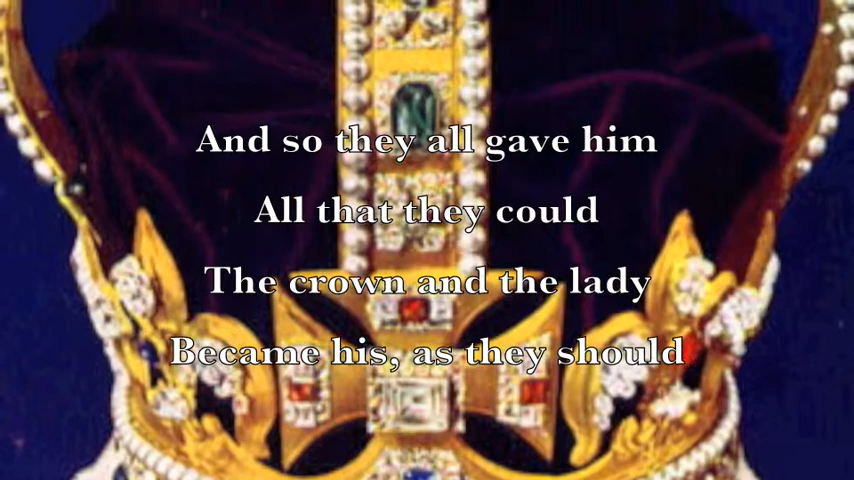 And so they all gave him
All that they could
The crown and the lady
Became his, as they should